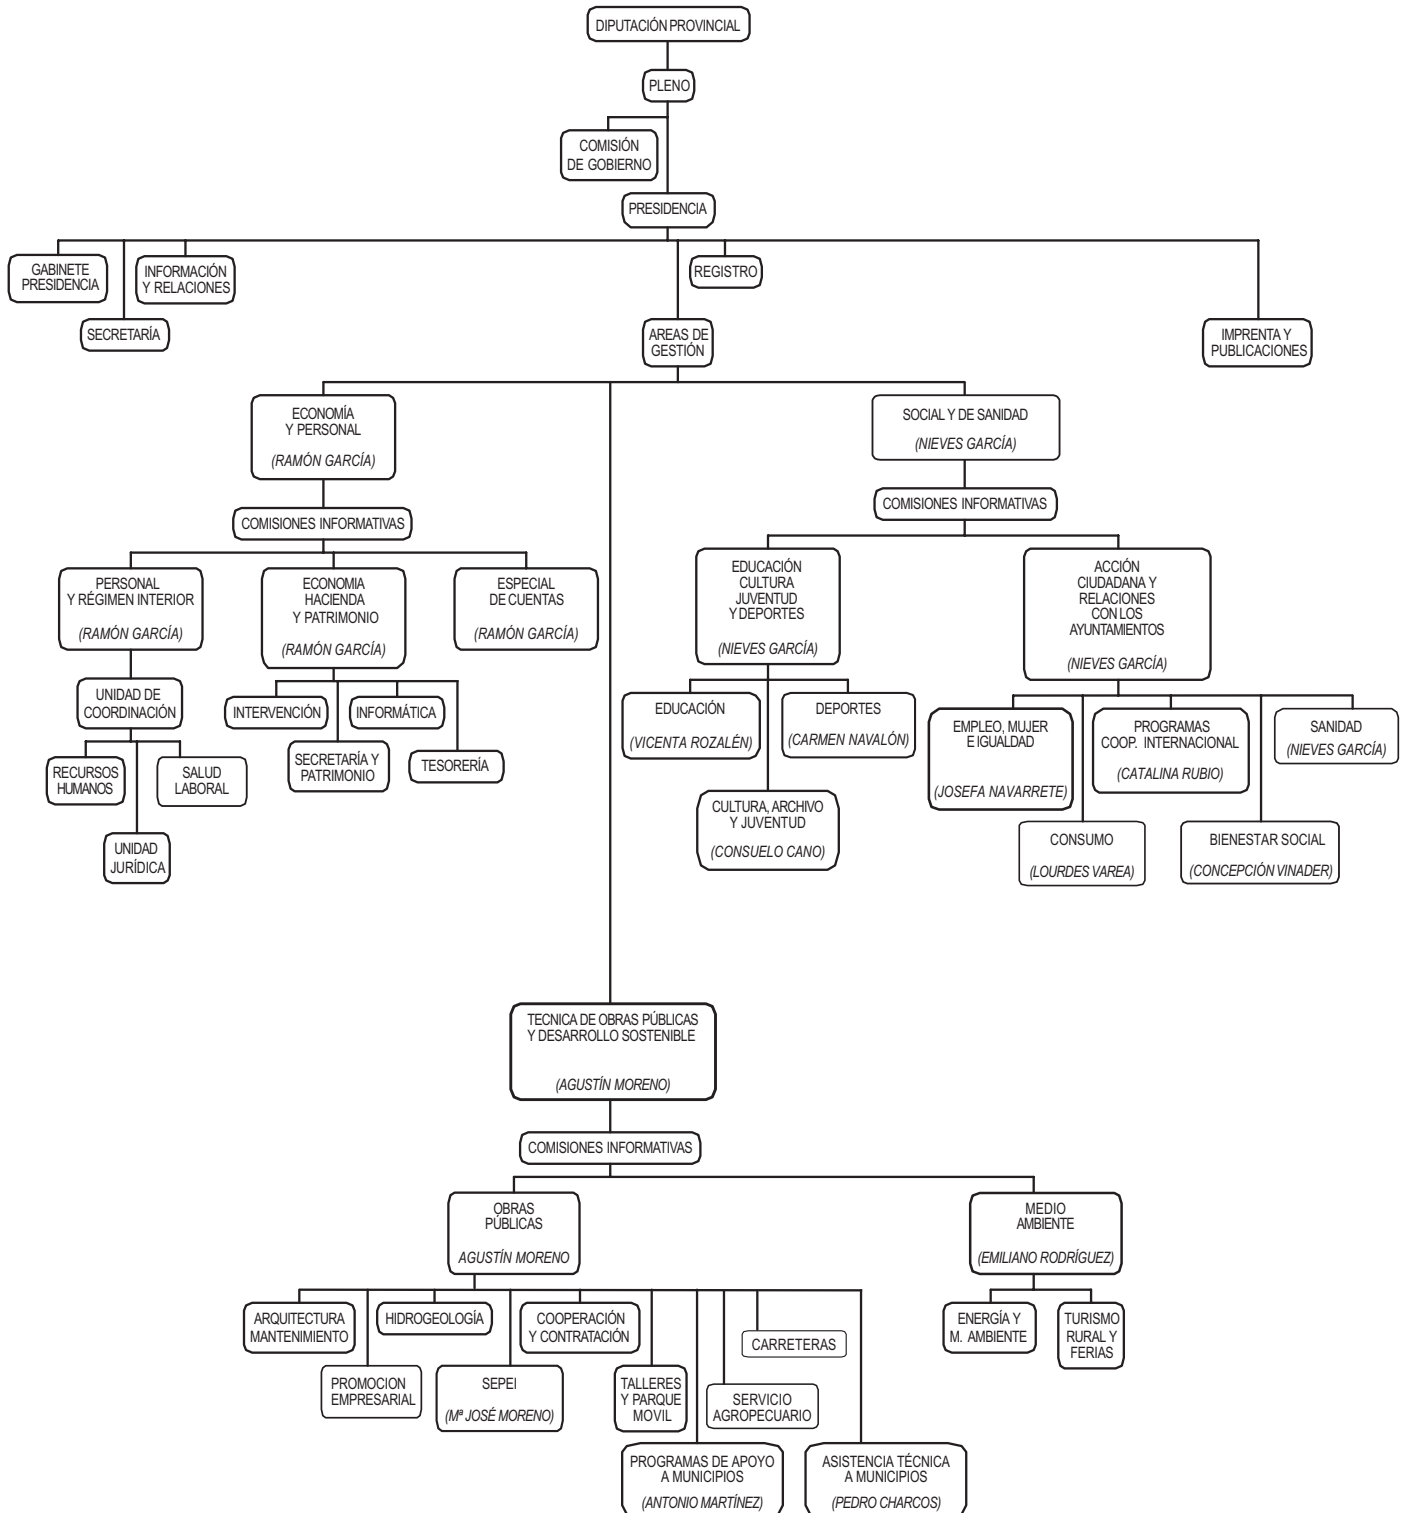 DIPUTACIÓN PROVINCIAL
PLENO
COMISIÓN
DE GOBIERNO
PRESIDENCIA
GABINETE
PRESIDENCIA
INFORMACIÓN
Y RELACIONES
REGISTRO
SECRETARÍA
AREAS DE
GESTIÓN
IMPRENTA Y
PUBLICACIONES
ECONOMÍA
Y PERSONAL
(RAMÓN GARCÍA)
SOCIAL Y DE SANIDAD
(NIEVES GARCÍA)
COMISIONES INFORMATIVAS
COMISIONES INFORMATIVAS
PERSONAL
Y RÉGIMEN INTERIOR
(RAMÓN GARCÍA)
ECONOMIA
HACIENDA
Y PATRIMONIO
(RAMÓN GARCÍA)
ESPECIAL
DE CUENTAS
(RAMÓN GARCÍA)
EDUCACIÓN
CULTURA
JUVENTUD
Y DEPORTES
(NIEVES GARCÍA)
ACCIÓN
CIUDADANA Y
RELACIONES
CON LOS
AYUNTAMIENTOS
(NIEVES GARCÍA)
UNIDAD DE
COORDINACIÓN
INTERVENCIÓN
INFORMÁTICA
SECRETARÍA Y
PATRIMONIO
TESORERÍA
RECURSOS
HUMANOS
SALUD
LABORAL
UNIDAD
JURÍDICA
EDUCACIÓN
(VICENTA ROZALÉN)
DEPORTES
(CARMEN NAVALÓN)
CULTURA, ARCHIVO
Y JUVENTUD
(CONSUELO CANO)
EMPLEO, MUJER
E IGUALDAD
(JOSEFA NAVARRETE)
PROGRAMAS
COOP. INTERNACIONAL
(CATALINA RUBIO)
SANIDAD
(NIEVES GARCÍA)
CONSUMO
(LOURDES VAREA)
BIENESTAR SOCIAL
(CONCEPCIÓN VINADER)
TECNICA DE OBRAS PÚBLICAS
Y DESARROLLO SOSTENIBLE
(AGUSTÍN MORENO)
COMISIONES INFORMATIVAS
OBRAS
PÚBLICAS
AGUSTÍN MORENO
MEDIO
AMBIENTE
(EMILIANO RODRÍGUEZ)
ARQUITECTURA
MANTENIMIENTO
HIDROGEOLOGÍA
COOPERACIÓN
Y CONTRATACIÓN
CARRETERAS
ENERGÍA Y
M. AMBIENTE
TURISMO
RURAL Y
FERIAS
PROMOCION
EMPRESARIAL
SEPEI
(Mª JOSÉ MORENO)
TALLERES
Y PARQUE
MOVIL
SERVICIO
AGROPECUARIO
PROGRAMAS DE APOYO
A MUNICIPIOS
(ANTONIO MARTÍNEZ)
ASISTENCIA TÉCNICA
A MUNICIPIOS
(PEDRO CHARCOS)